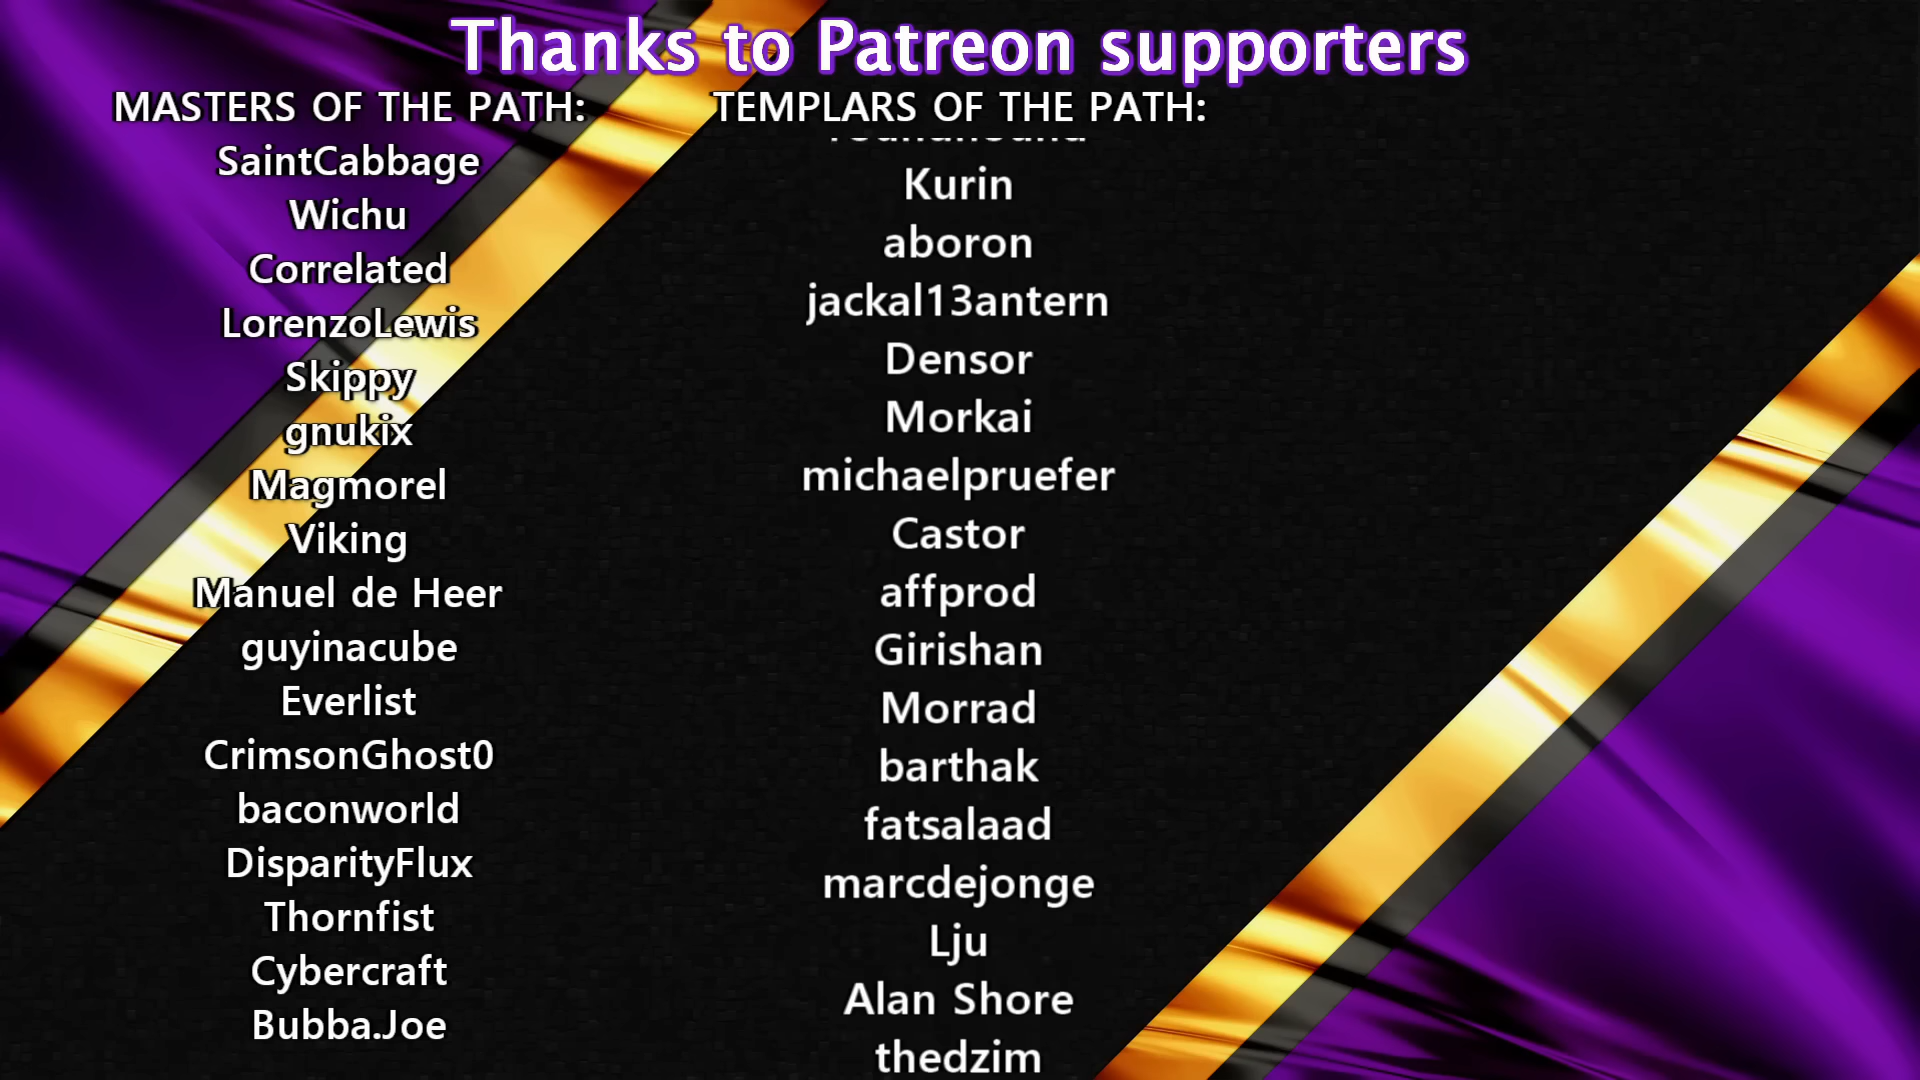 Thanks to Patreon supporters
MASTERS OF THE PATH:
SaintCabbage
Wichu
Correlated
LorenzoLewis
Skippy
gnukix
Magmorel
Viking
Manuel de Heer
guyinacube
Everlist
CrimsonGhost0
baconworld
DisparityFlux
Thornfist
Cybercraft
Bubba.Joe
TEMPLARS OF THE PATH:
Kurin
aboron
jackal13antern
Densor
Morkai
michaelpruefer
Castor
affprod
Girishan
Morrad
barthak
fatsalaad
marcdejonge
Lju
Alan Shore
thedzim